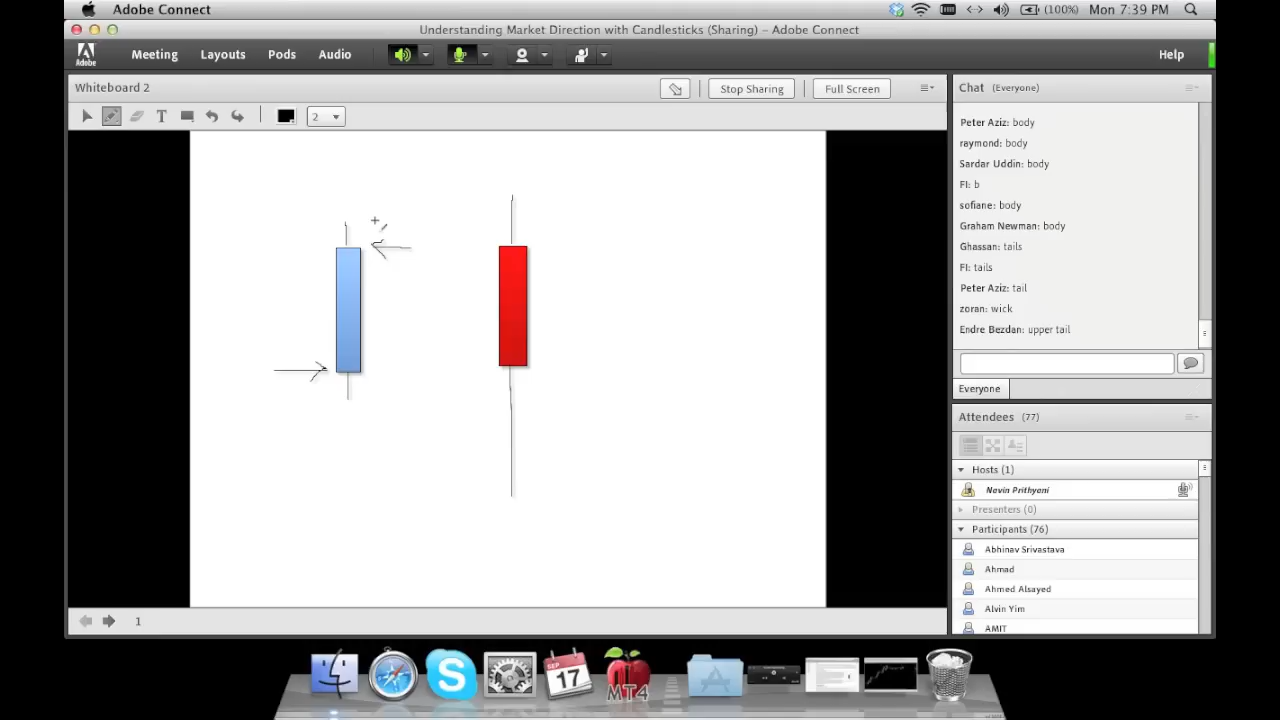 Adobe Connect
(100%) Mon 7:39 PM
Understanding Market Direction with Candlesticks (Sharing) – Adobe Connect
Adobe
Meeting Layouts Pods Audio
Help
Whiteboard 2
Stop Sharing
Full Screen
T
2
1
Chat (Everyone)
Peter Aziz: body
raymond: body
Sardar Uddin: body
FI: b
sofiane: body
Graham Newman: body
Ghassan: tails
FI: tails
Peter Aziz: tail
zoran: wick
Endre Bezdan: upper tail
Everyone
Attendees (77)
Hosts (1)
Nevin Prithyani
Presenters (0)
Participants (76)
Abhinav Srivastava
Ahmad
Ahmed Alsayed
Alvin Yim
AMIT
S
SEP
17
MT4